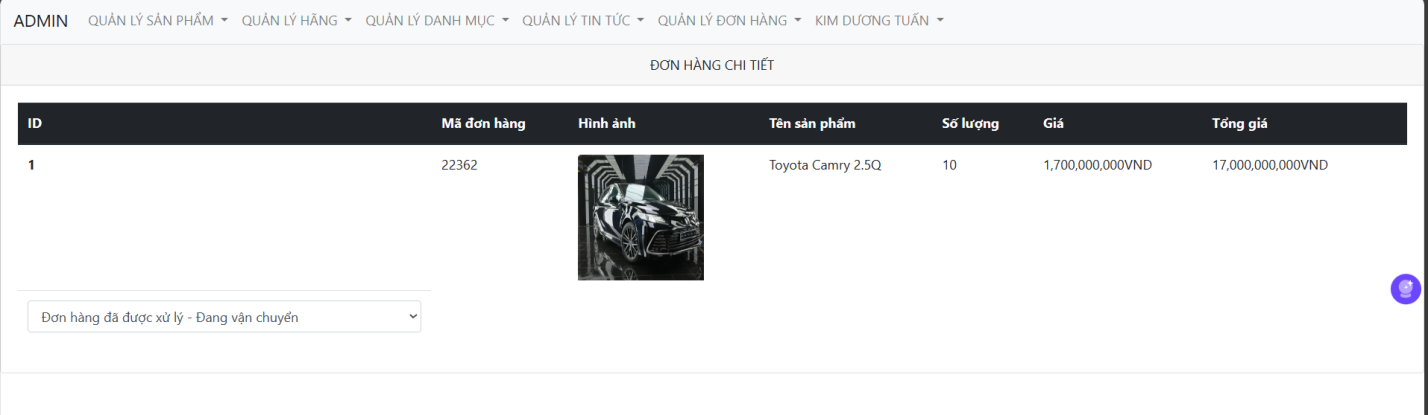 ADMIN QUẢN LÝ SẢN PHẨM QUẢN LÝ HÃNG QUẢN LÝ DANH MỤC QUẢN LÝ TIN TỨC QUẢN LÝ ĐƠN HÀNG KIM DƯƠNG TUẤN
ĐƠN HÀNG CHI TIẾT
ID Mã đơn hàng Hình ảnh Tên sản phẩm Số lượng Giá Tổng giá
1 22362 Toyota Camry 2.5Q 10 1,700,000,000VND 17,000,000,000VND
Đơn hàng đã được xử lý - Đang vận chuyển